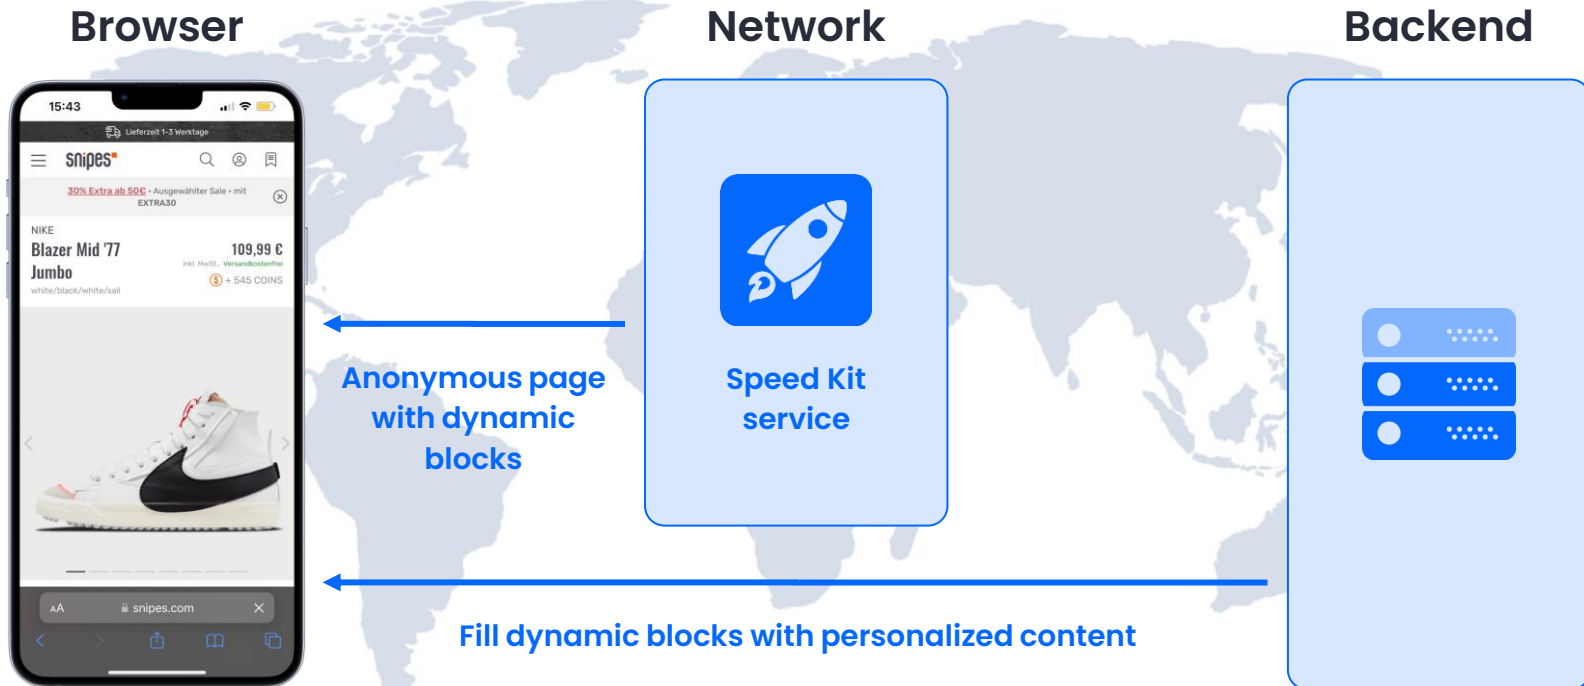 Browser
Network
Backend
15:43
Lieferzeit 1-3 Werktage
snipes
30% Extra ab 50€ • Ausgewählter Sale • mit
EXTRA30
NIKE
Blazer Mid '77
Jumbo
109,99 €
inkl. MwSt., Versandkostenfrei
+ 545 COINS
white/black/white/sail
AA
snipes.com
Anonymous page
with dynamic
blocks
Speed Kit
service
Fill dynamic blocks with personalized content